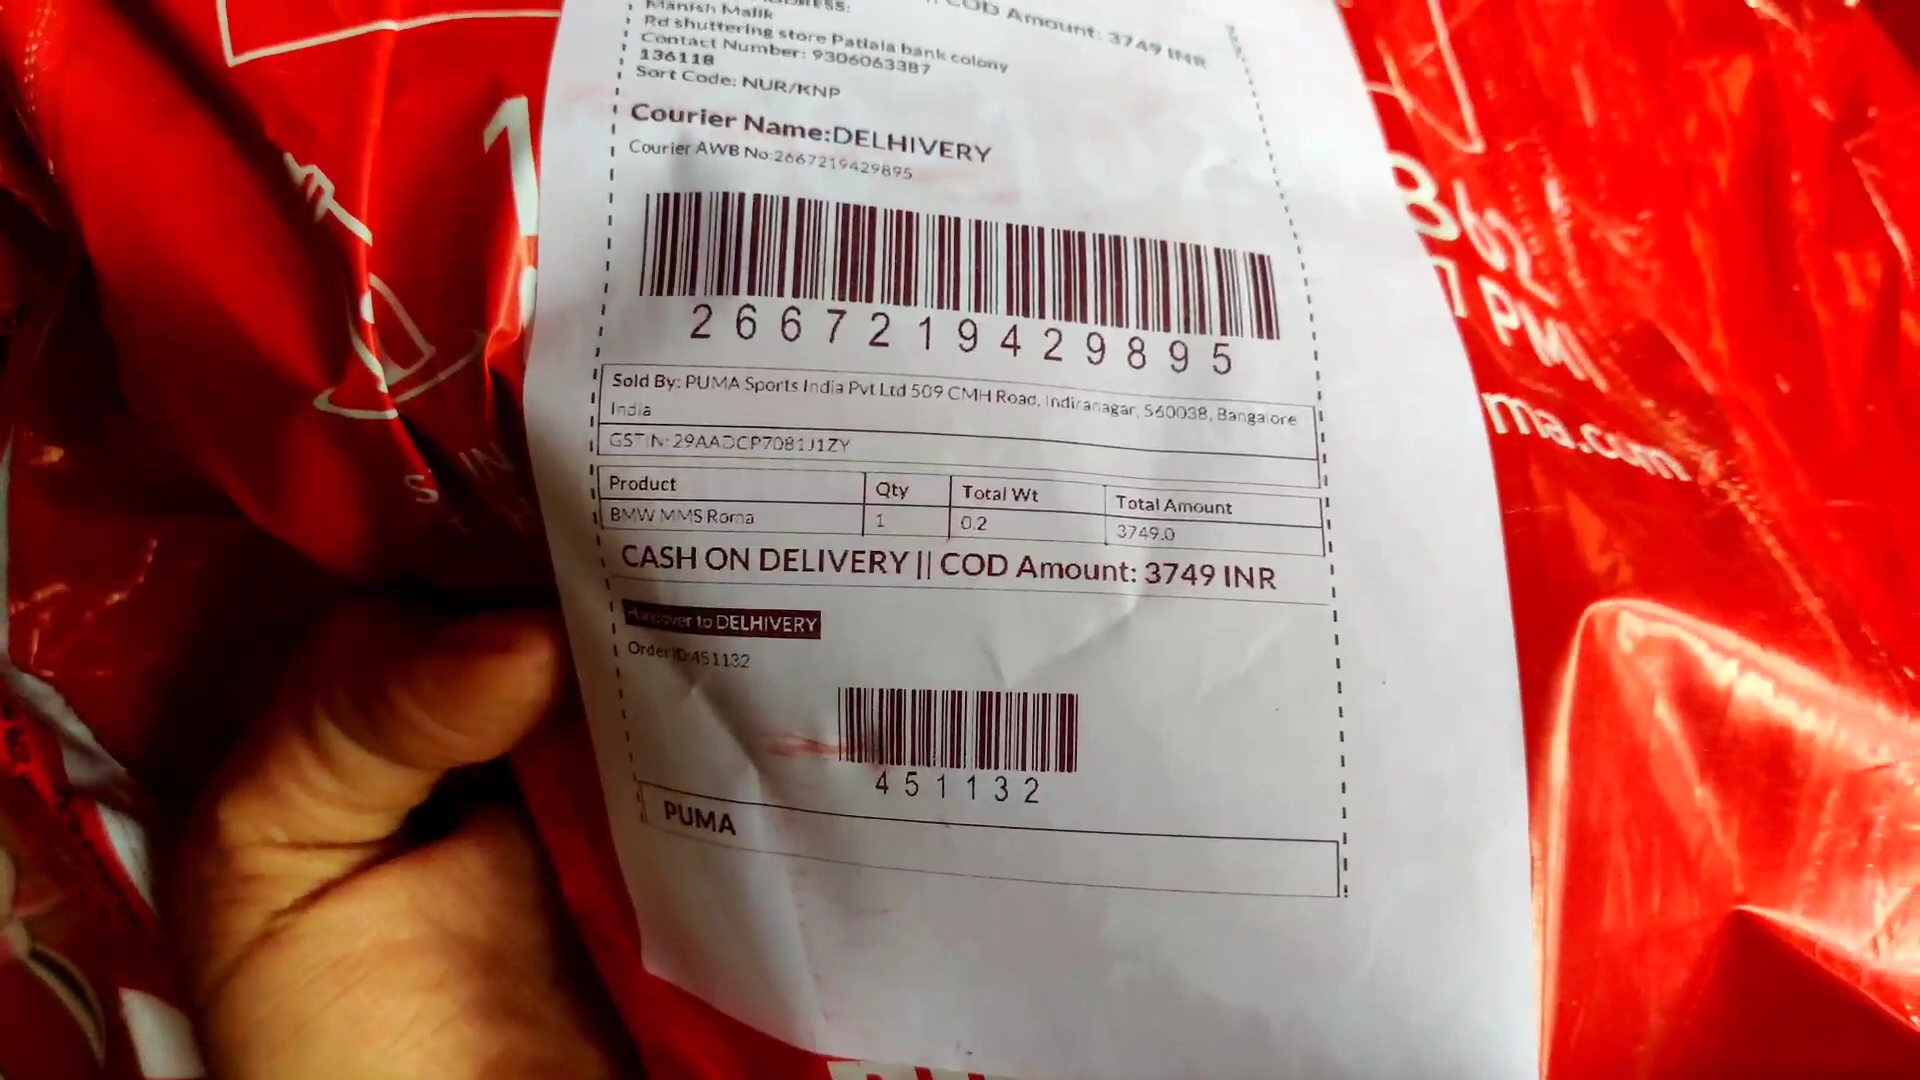 COD Amount: 3749 INR
Manish Malik
Rd shuttering store Patiala bank colony
Contact Number: 9306063387
136118
Sort Code: NUR/KNP
Courier Name:DELHIVERY
Courier AWB No:2667219429895
2667219429895
Sold By: PUMA Sports India Pvt Ltd 509 CMH Road, Indiranagar, 560038, Bangalore
India
GSTIN: 29AADCP7081J1ZY
Product Qty Total Wt Total Amount
BMW MMS Roma 1 0.2 3749.0
CASH ON DELIVERY || COD Amount: 3749 INR
Handover to DELHIVERY
Order ID:451132
451132
PUMA